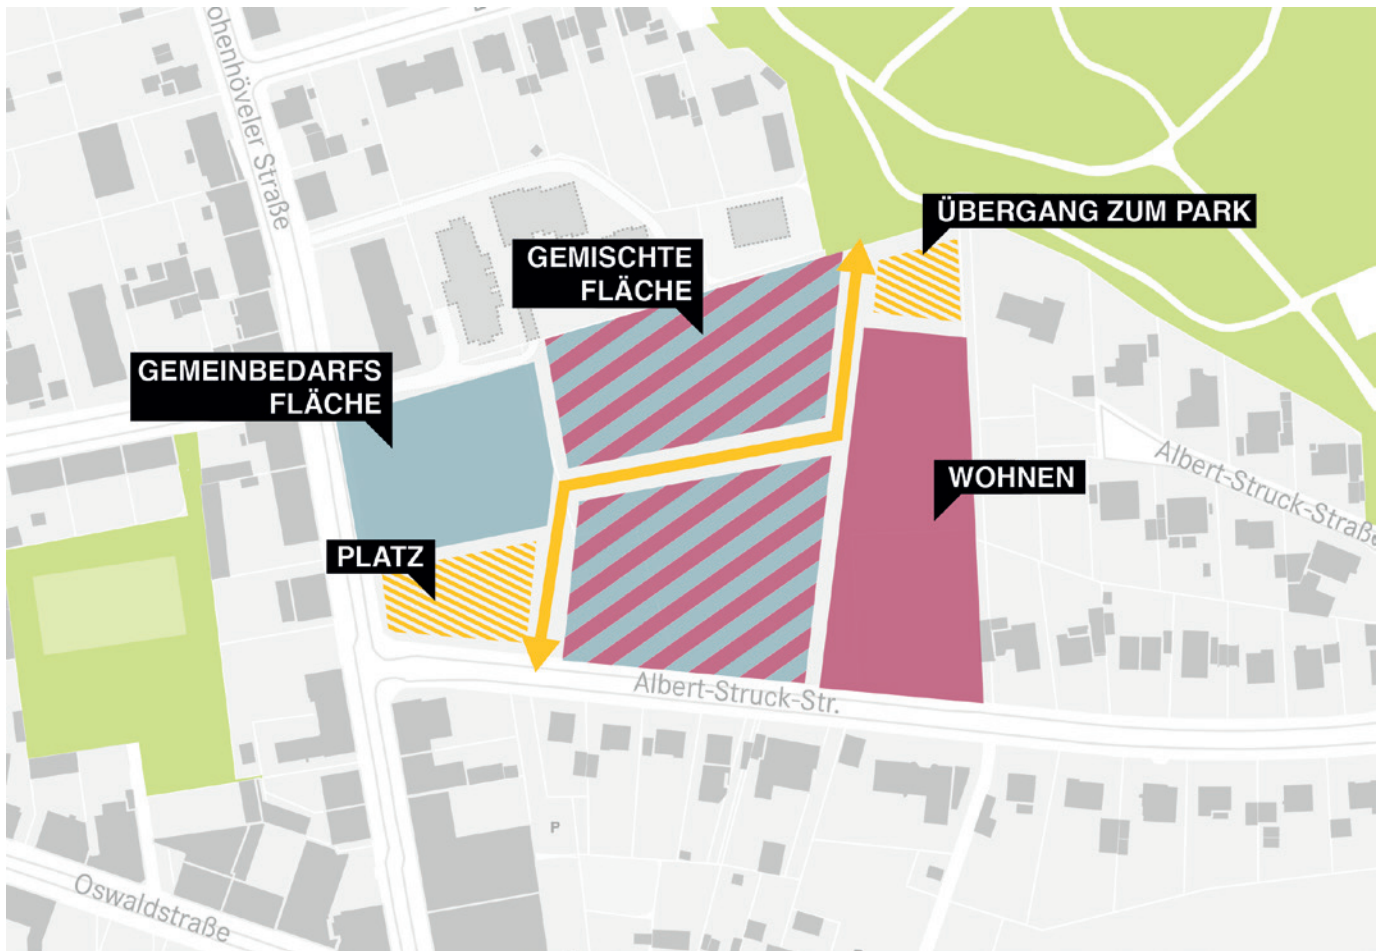 ohenhöveler Straße
ÜBERGANG ZUM PARK
GEMISCHTE
FLÄCHE
GEMEINBEDARFS
FLÄCHE
WOHNEN
Albert-Struck-Straße
PLATZ
Albert-Struck-Str.
P
Oswaldstraße